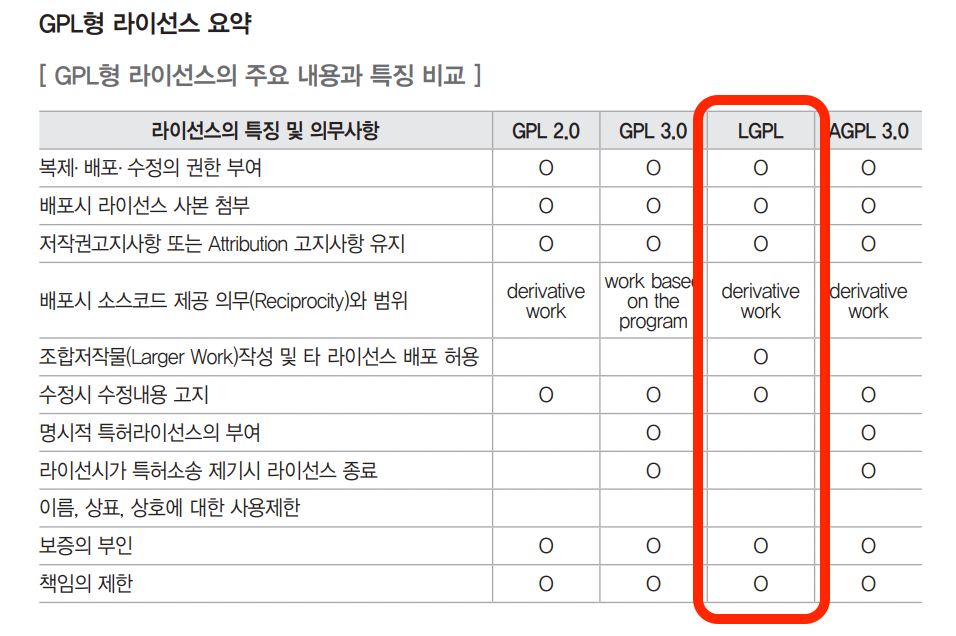 GPL형 라이선스 요약
[ GPL형 라이선스의 주요 내용과 특징 비교 ]
라이선스의 특징 및 의무사항 GPL 2.0 GPL 3.0 LGPL AGPL 3.0
복제· 배포· 수정의 권한 부여 O O O O
배포시 라이선스 사본 첨부 O O O O
저작권고지사항 또는 Attribution 고지사항 유지 O O O O
배포시 소스코드 제공 의무(Reciprocity)와 범위 derivative work work based on the program derivative work derivative work
조합저작물(Larger Work)작성 및 타 라이선스 배포 허용 O
수정시 수정내용 고지 O O O O
명시적 특허라이선스의 부여 O O
라이선시가 특허소송 제기시 라이선스 종료 O O
이름, 상표, 상호에 대한 사용제한
보증의 부인 O O O O
책임의 제한 O O O O